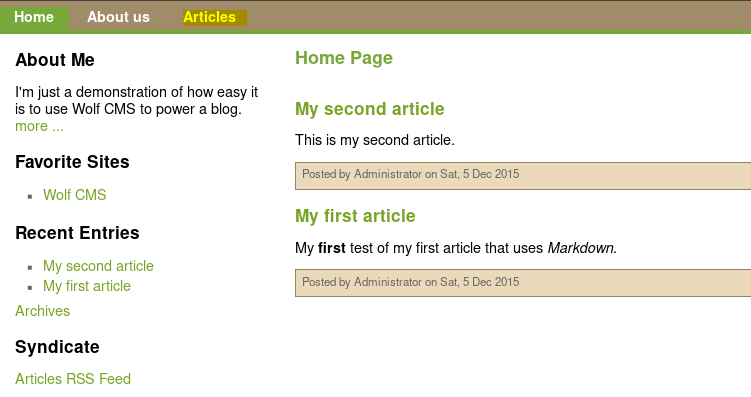 Home About us Articles
About Me
I'm just a demonstration of how easy it
is to use Wolf CMS to power a blog.
more ...
Favorite Sites
Wolf CMS
Recent Entries
My second article
My first article
Archives
Syndicate
Articles RSS Feed
Home Page
My second article
This is my second article.
Posted by Administrator on Sat, 5 Dec 2015
My first article
My first test of my first article that uses Markdown.
Posted by Administrator on Sat, 5 Dec 2015